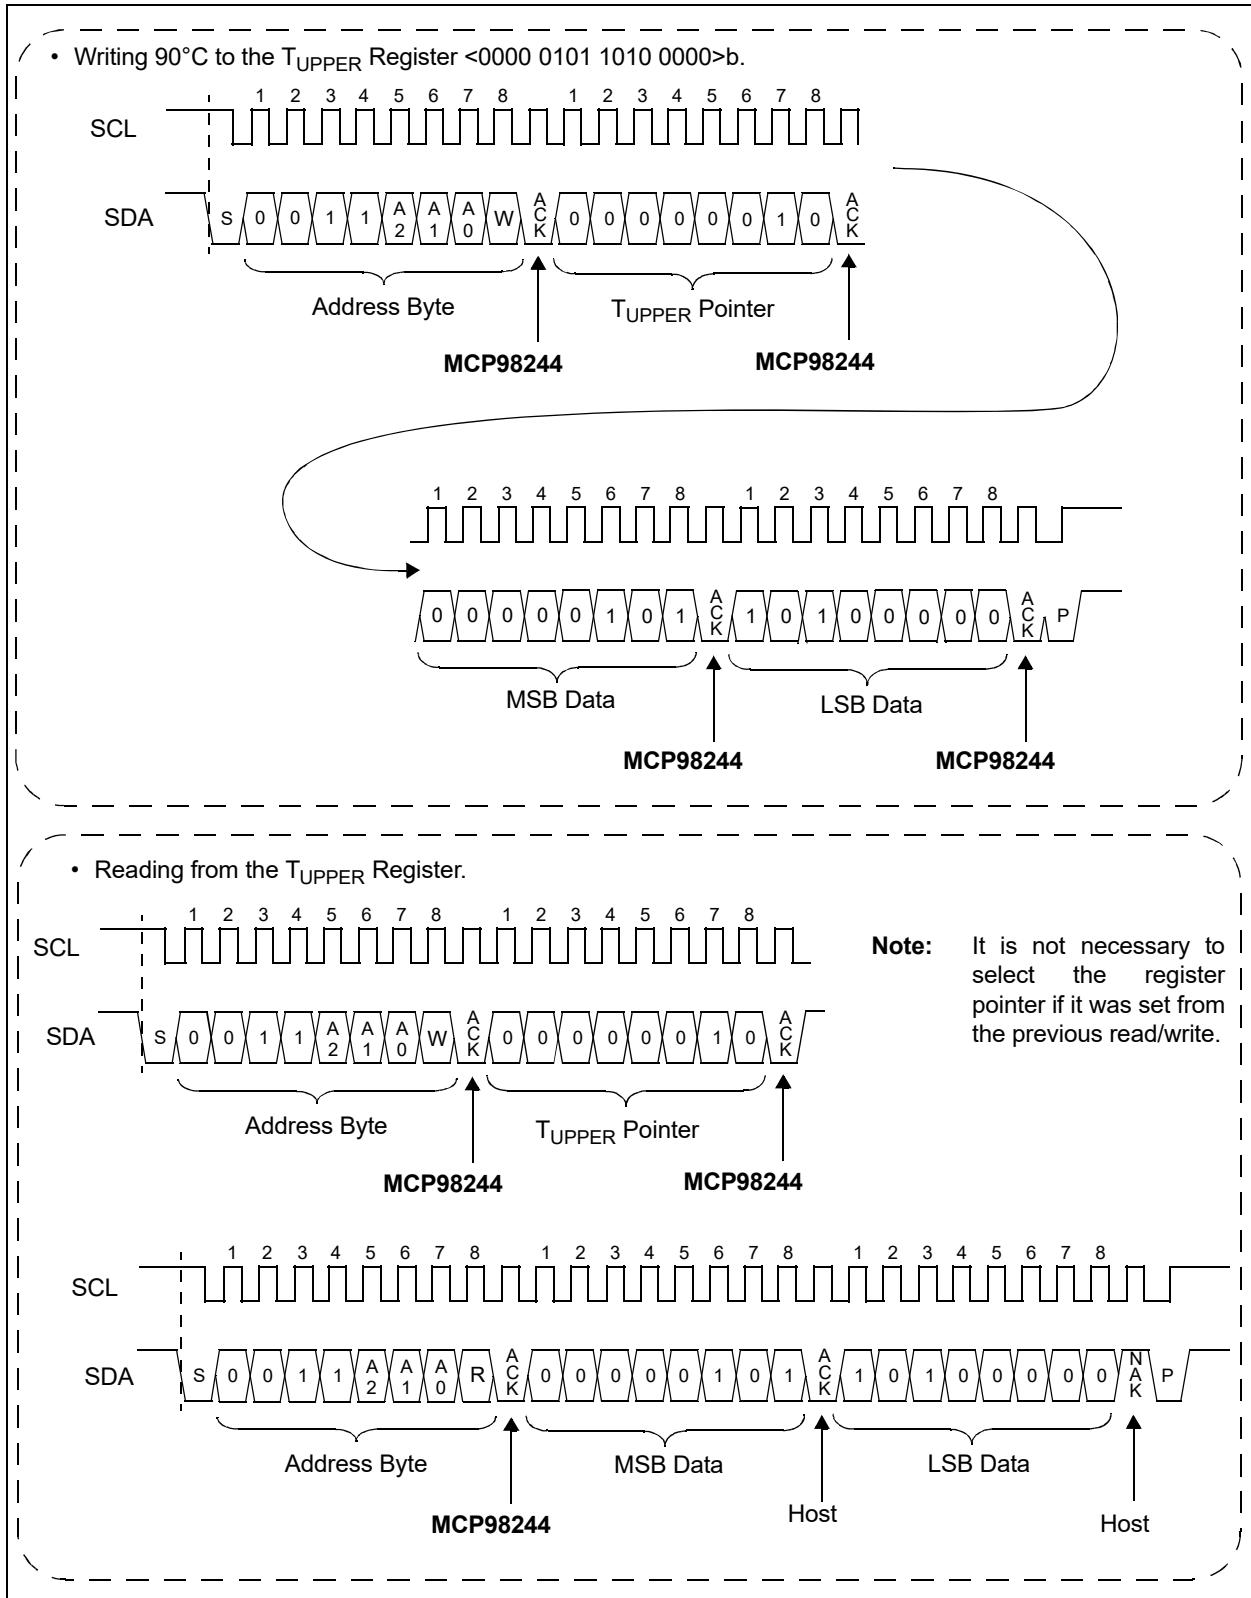 • Writing 90°C to the TUPPER Register <0000 0101 1010 0000>b.
1 2 3 4 5 6 7 8 1 2 3 4 5 6 7 8
SCL
SDA S 0 0 1 1 A2 A1 A0 W ACK 0 0 0 0 0 0 1 0 ACK
Address Byte TUPPER Pointer
MCP98244 MCP98244
1 2 3 4 5 6 7 8 1 2 3 4 5 6 7 8
0 0 0 0 0 1 0 1 ACK 1 0 1 0 0 0 0 0 ACK P
MSB Data LSB Data
MCP98244 MCP98244
• Reading from the TUPPER Register.
1 2 3 4 5 6 7 8 1 2 3 4 5 6 7 8
SCL
SDA S 0 0 1 1 A2 A1 A0 W ACK 0 0 0 0 0 0 1 0 ACK
Address Byte TUPPER Pointer
MCP98244 MCP98244
Note: It is not necessary to
select the register
pointer if it was set from
the previous read/write.
1 2 3 4 5 6 7 8 1 2 3 4 5 6 7 8 1 2 3 4 5 6 7 8
SCL
SDA S 0 0 1 1 A2 A1 A0 R ACK 0 0 0 0 0 1 0 1 ACK 1 0 1 0 0 0 0 0 NAK P
Address Byte MSB Data LSB Data
MCP98244 Host Host